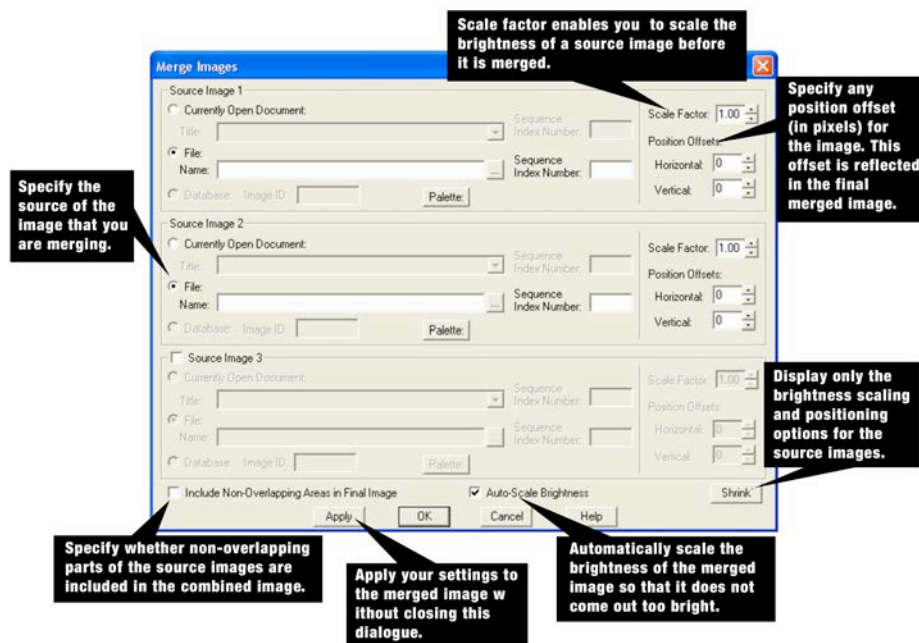 Scale factor enables you to scale the
brightness of a source image before
it is merged.
Merge Images
Source Image 1
Currently Open Document:
Title:
Sequence
Index Number:
File:
Name:
...
Sequence
Index Number:
Database: Image ID:
Palette:
Scale Factor: 1.00
Position Offsets:
Horizontal: 0
Vertical: 0
Specify any
position offset
(in pixels) for
the image. This
offset is reflected
in the final
merged image.
Specify the
source of the
image that you
are merging.
Source Image 2
Currently Open Document:
Title:
Sequence
Index Number:
File:
Name:
...
Sequence
Index Number:
Database: Image ID:
Palette:
Scale Factor: 1.00
Position Offsets:
Horizontal: 0
Vertical: 0
Source Image 3
Currently Open Document:
Title:
Sequence
Index Number:
File:
Name:
...
Sequence
Index Number:
Database: Image ID:
Palette:
Scale Factor: 1.00
Position Offsets:
Horizontal: 0
Vertical: 0
Display only the
brightness scaling
and positioning
options for the
source images.
Include Non-Overlapping Areas in Final Image
Auto-Scale Brightness
Shrink
Apply
OK
Cancel
Help
Specify whether non-overlapping
parts of the source images are
included in the combined image.
Apply your settings to
the merged image w
ithout closing this
dialogue.
Automatically scale the
brightness of the merged
image so that it does not
come out too bright.